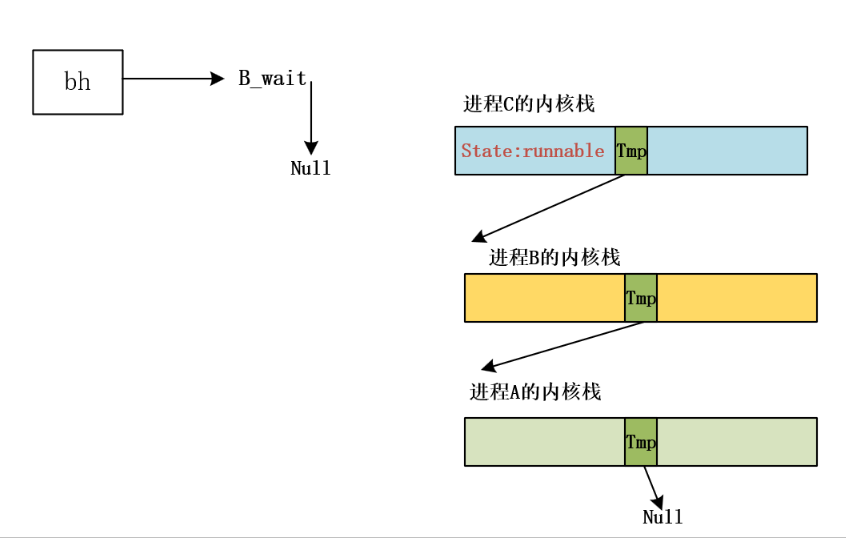 bh
B_wait
Null
进程C的内核栈
State:runnable
Tmp
进程B的内核栈
Tmp
进程A的内核栈
Tmp
Null